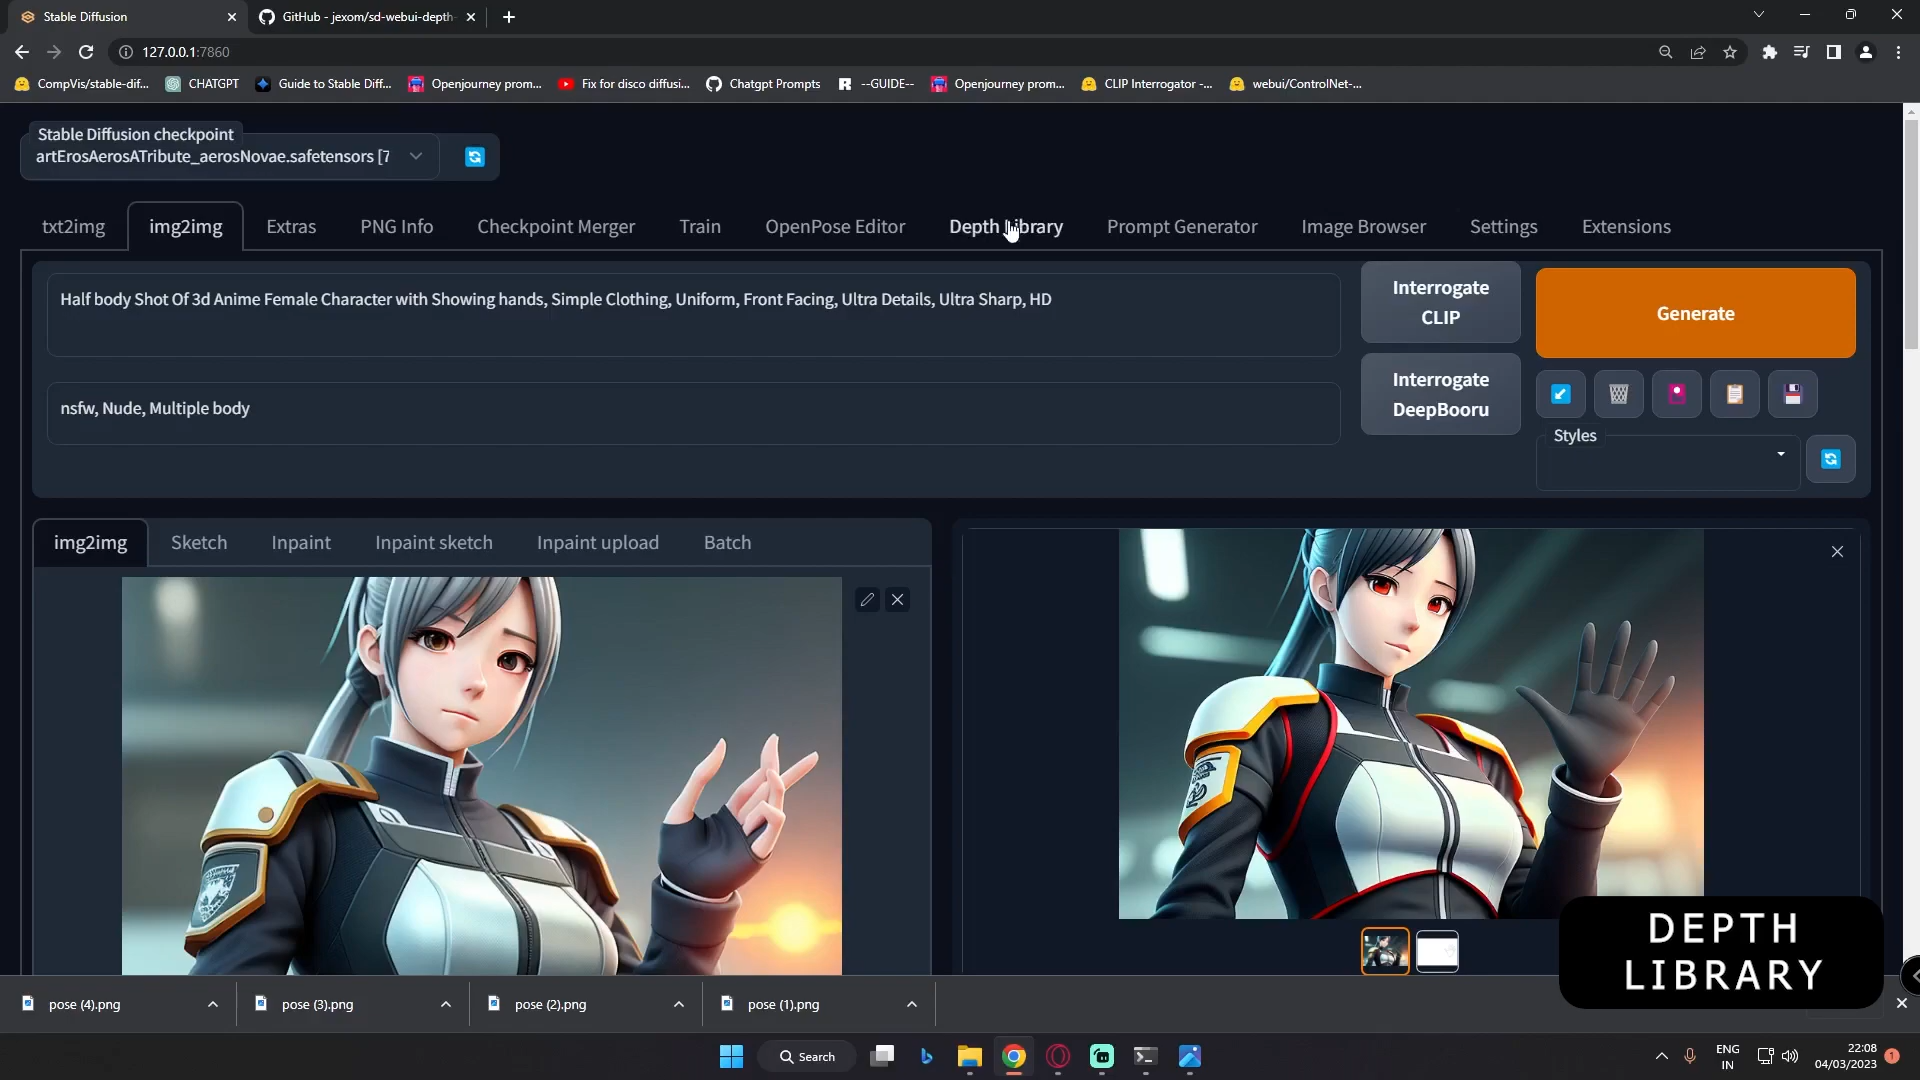 Stable Diffusion
GitHub - jexom/sd-webui-depth-
127.0.0.1:7860
CompVis/stable-dif...
CHATGPT
Guide to Stable Diff...
Openjourney prom...
Fix for disco diffusi...
Chatgpt Prompts
--GUIDE--
Openjourney prom...
CLIP Interrogator -...
webui/ControlNet-...
Stable Diffusion checkpoint
artErosAerosATribute_aerosNovae.safetensors [7
txt2img
img2img
Extras
PNG Info
Checkpoint Merger
Train
OpenPose Editor
Depth Library
Prompt Generator
Image Browser
Settings
Extensions
Half body Shot Of 3d Anime Female Character with Showing hands, Simple Clothing, Uniform, Front Facing, Ultra Details, Ultra Sharp, HD
Interrogate
CLIP
Generate
nsfw, Nude, Multiple body
Interrogate
DeepBooru
Styles
img2img
Sketch
Inpaint
Inpaint sketch
Inpaint upload
Batch
DEPTH
LIBRARY
pose (4).png
pose (3).png
pose (2).png
pose (1).png
Search
ENG
IN
22:08
04/03/2023
1